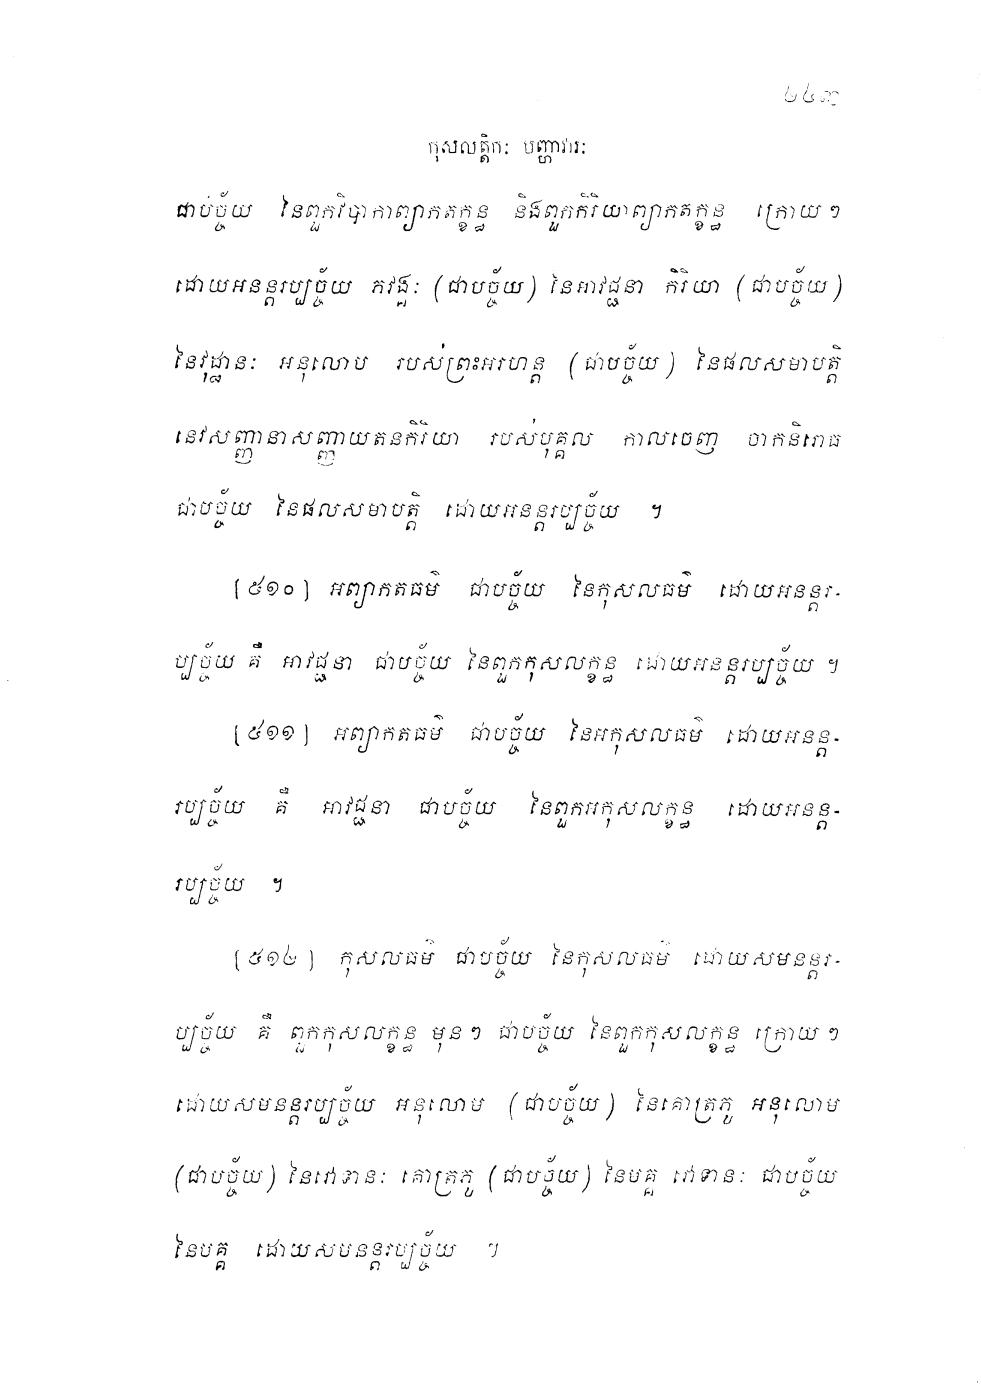 ២៤៣
កុសលត្តិកៈ បញ្ហាវារៈ
ជាបច្ច័យ នៃពួកវិបាកាព្យាកតក្ខន្ធ និងពួកកិរិយាព្យាកតក្ខន្ធ ក្រោយៗ
ដោយអនន្តរប្បច្ច័យ ភវង្គៈ (ជាបច្ច័យ) នៃអាវជ្ជនា កិរិយា (ជាបច្ច័យ)
នៃវុដ្ឋានៈ អនុលោម របស់ព្រះអរហន្ត (ជាបច្ច័យ) នៃផលសមាបត្តិ
នេវសញ្ញានាសញ្ញាយតនកិរិយា របស់បុគ្គល កាលចេញ ចាកនិរោធ
ជាបច្ច័យ នៃផលសមាបត្តិ ដោយអនន្តរប្បច្ច័យ ។
[៥១០] អព្យាកតធម៌ ជាបច្ច័យ នៃកុសលធម៌ ដោយអនន្តរ-
ប្បច្ច័យ គឺ អាវជ្ជនា ជាបច្ច័យ នៃពួកកុសលក្ខន្ធ ដោយអនន្តរប្បច្ច័យ ។
[៥១១] អព្យាកតធម៌ ជាបច្ច័យ នៃអកុសលធម៌ ដោយអនន្ត-
រប្បច្ច័យ គឺ អាវជ្ជនា ជាបច្ច័យ នៃពួកអកុសលក្ខន្ធ ដោយអនន្ត-
រប្បច្ច័យ ។
[៥១២] កុសលធម៌ ជាបច្ច័យ នៃកុសលធម៌ ដោយសមនន្តរ-
ប្បច្ច័យ គឺ ពួកកុសលក្ខន្ធ មុនៗ ជាបច្ច័យ នៃពួកកុសលក្ខន្ធ ក្រោយៗ
ដោយសមនន្តរប្បច្ច័យ អនុលោម (ជាបច្ច័យ) នៃគោត្រភូ អនុលោម
(ជាបច្ច័យ) នៃវោទានៈ គោត្រភូ (ជាបច្ច័យ) នៃមគ្គ វោទានៈ ជាបច្ច័យ
នៃមគ្គ ដោយសមនន្តរប្បច្ច័យ ។